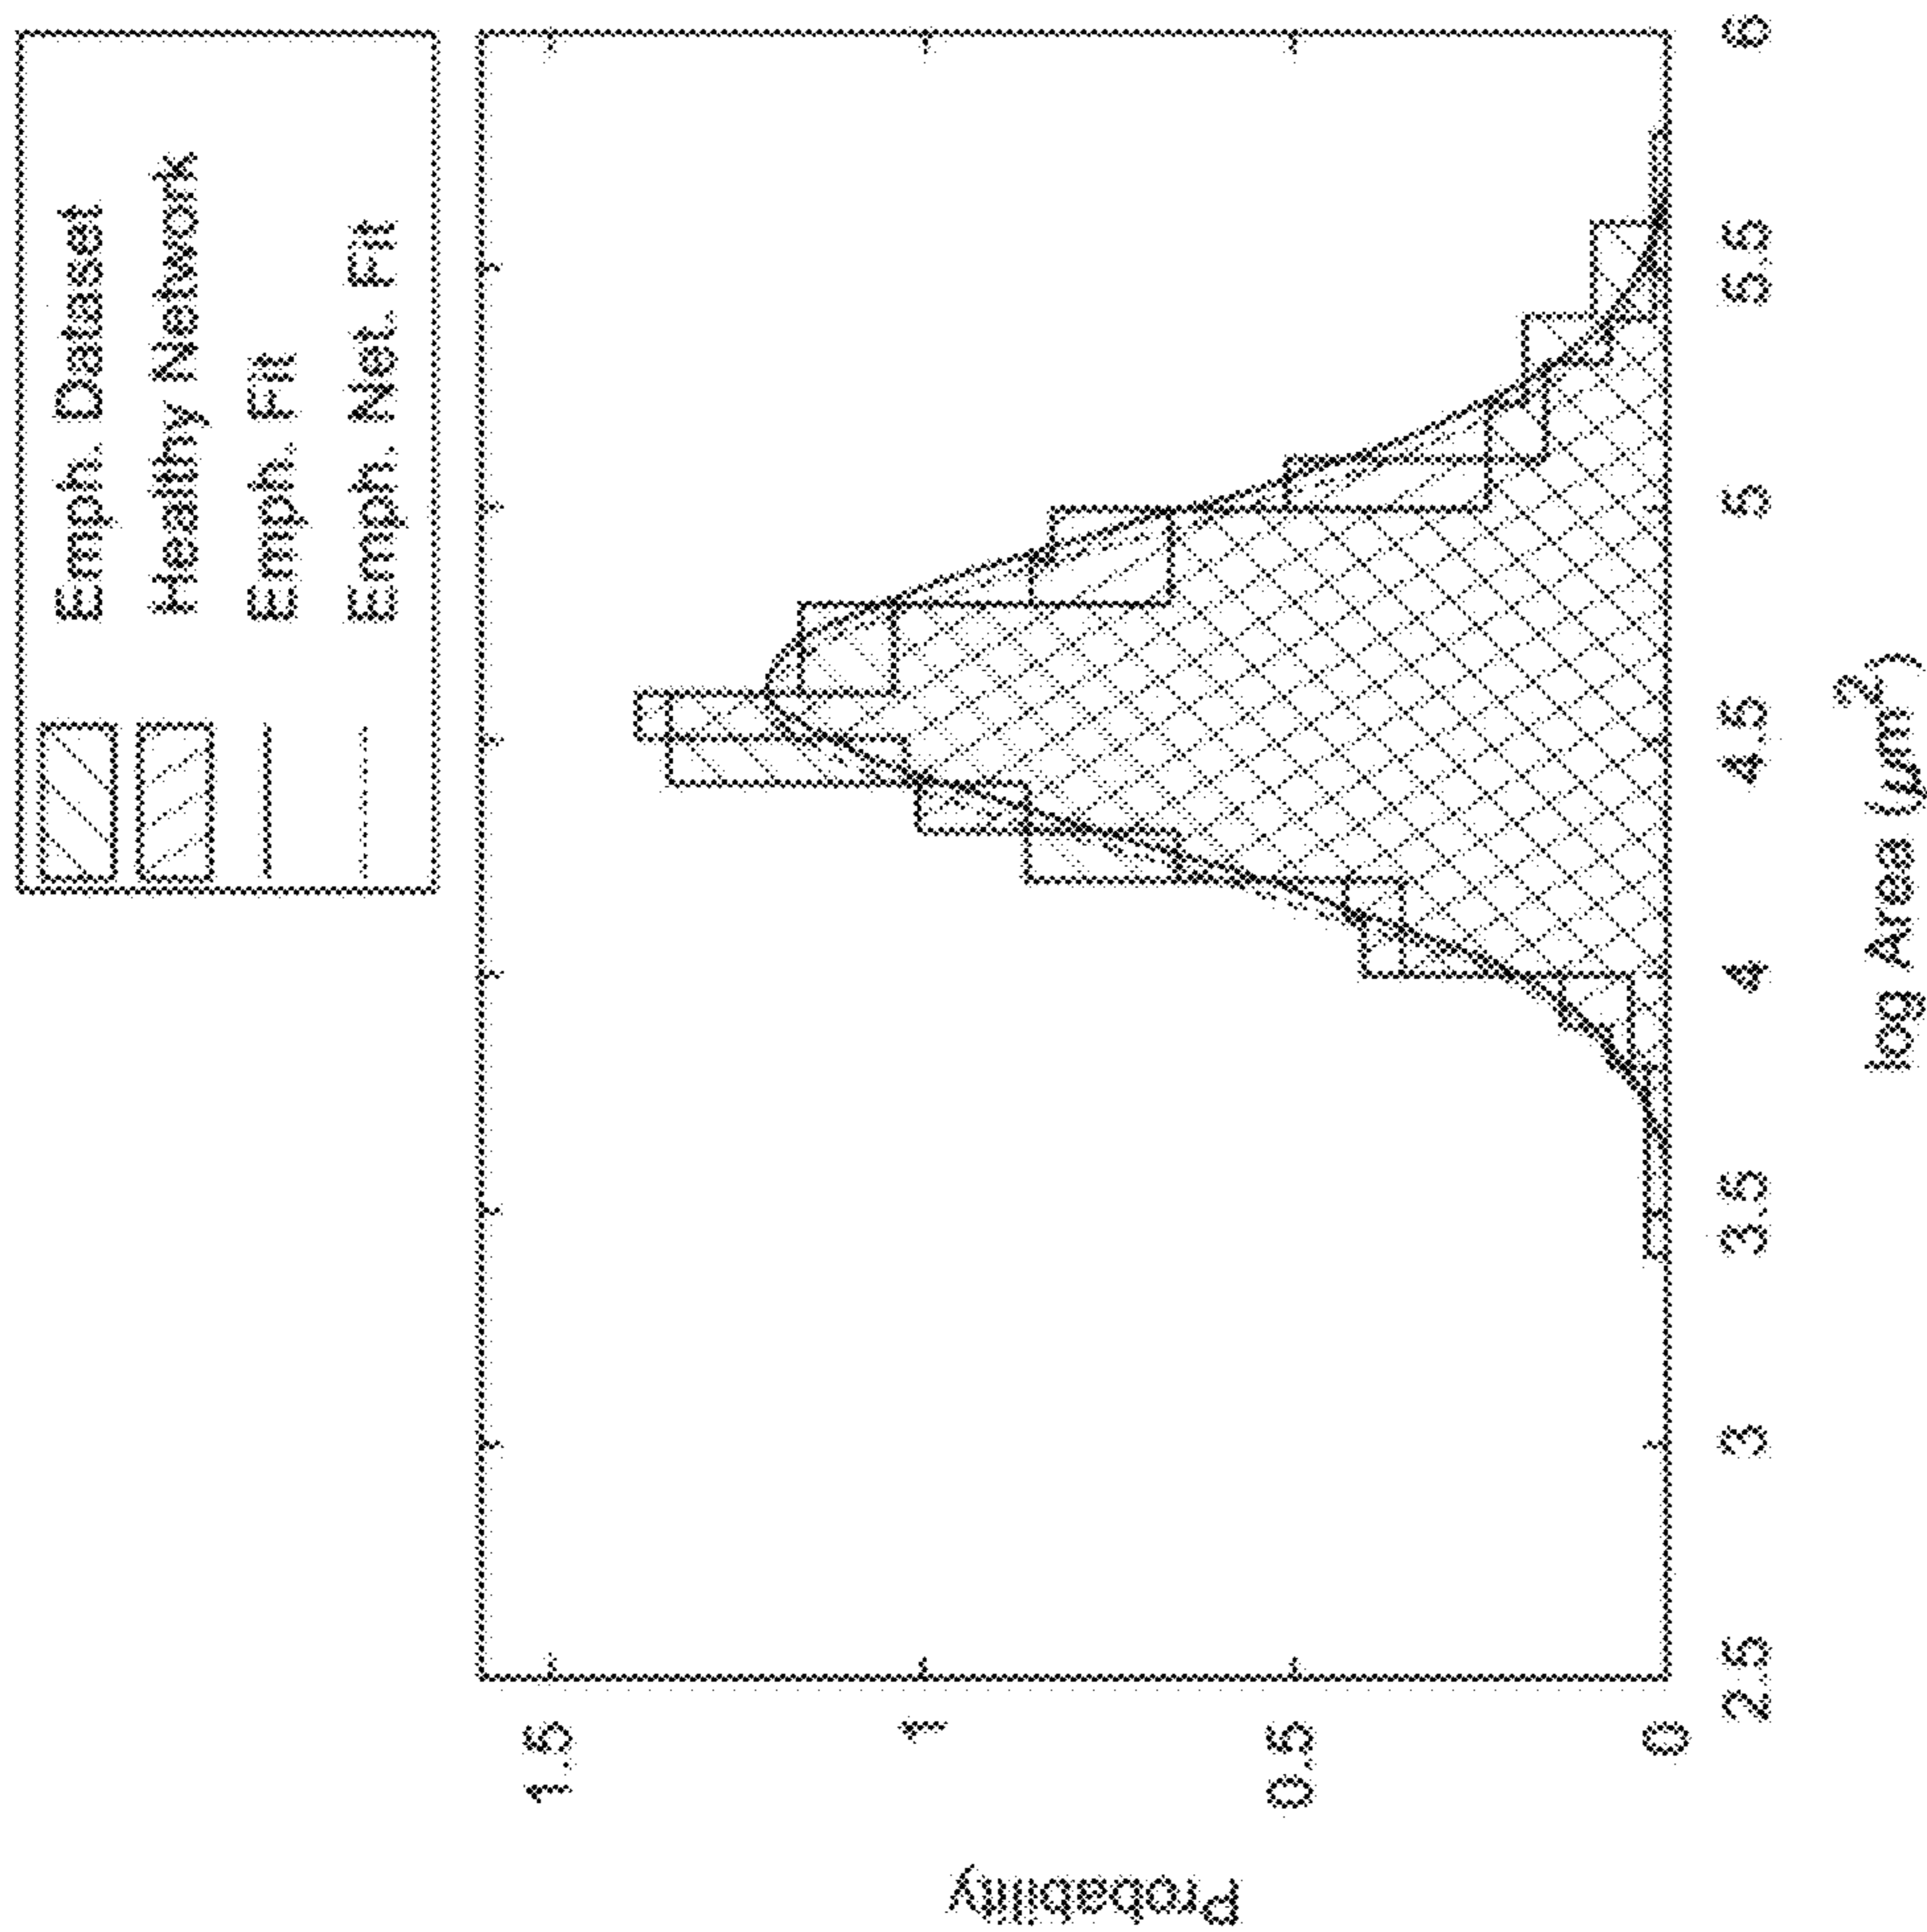 Emph. Dataset
Healthy Network
Emph. Fit
Emph. Net. Fit
Probability
1.5
1
0.5
0
2.5
3
3.5
4
4.5
5
5.5
6
log Area (μm²)